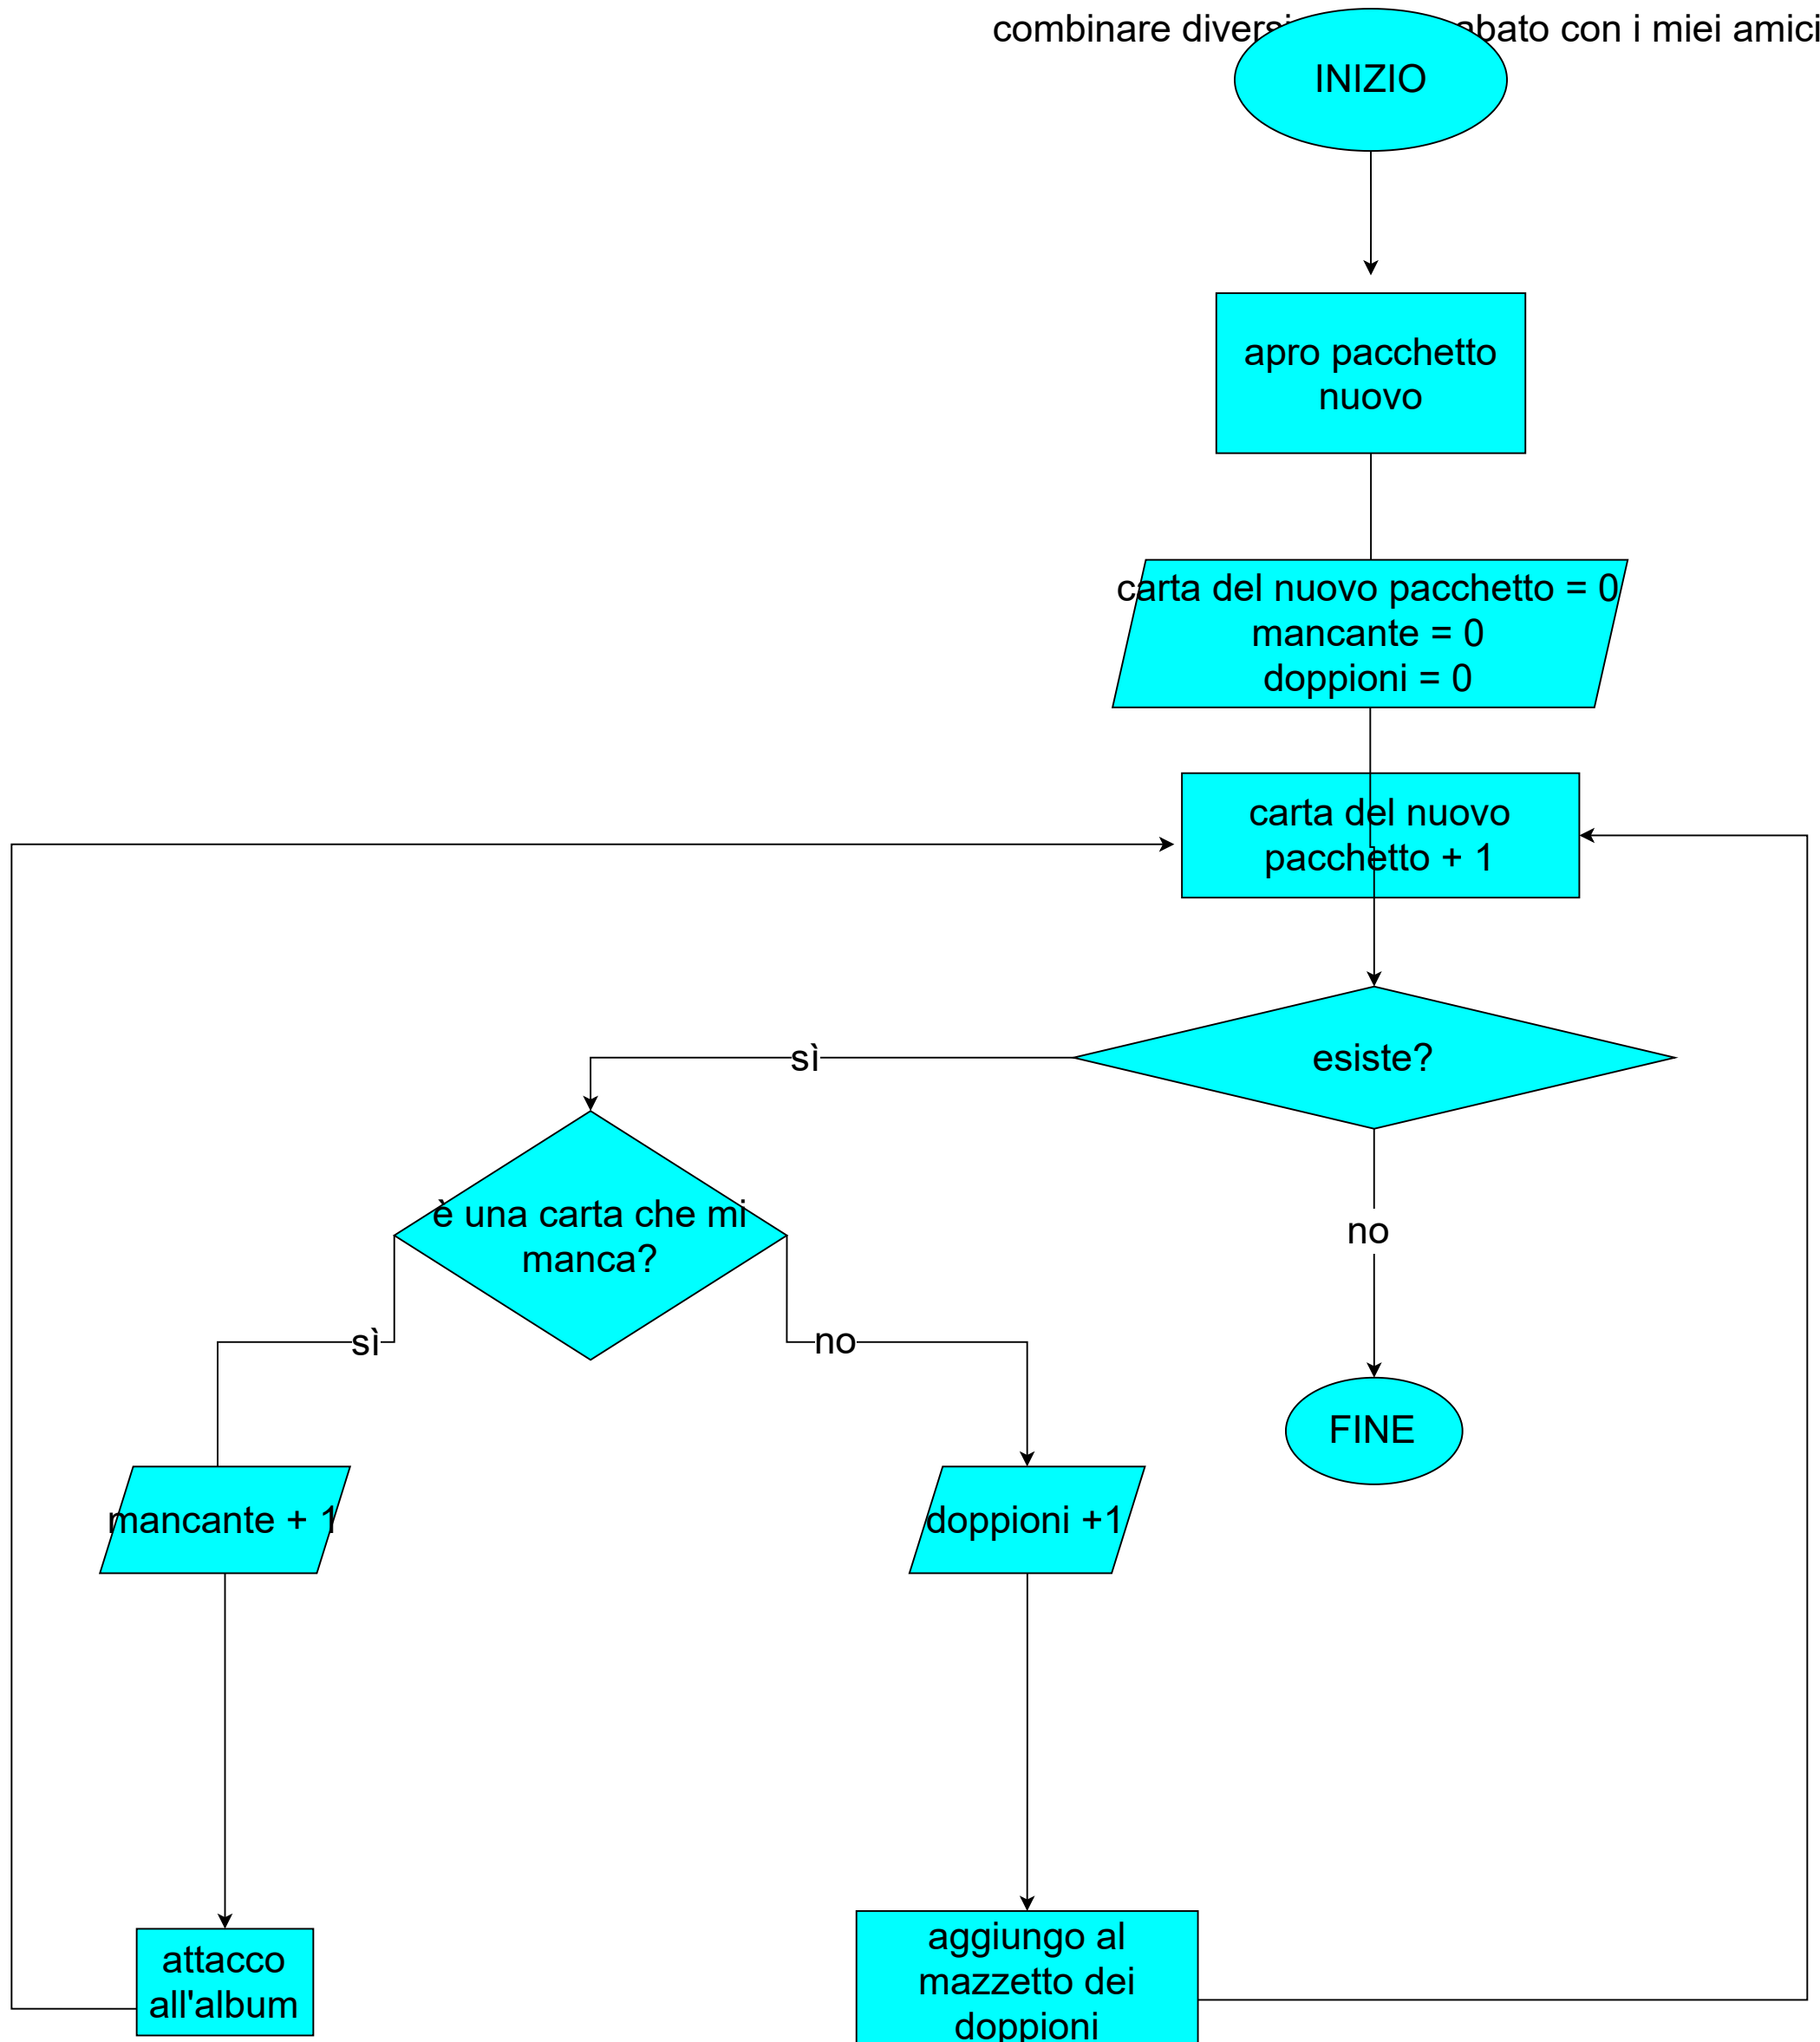 combinare abato con i miei amici
INIZIO
apro pacchetto
nuovo
carta del nuovo pacchetto = 0
mancante = 0
doppioni = 0
carta del nuovo
pacchetto + 1
esiste?
sì
è una carta che mi
manca?
no
sì
no
FINE
mancante + 1
doppioni +1
attacco
all'album
aggiungo al
mazzetto dei
doppioni